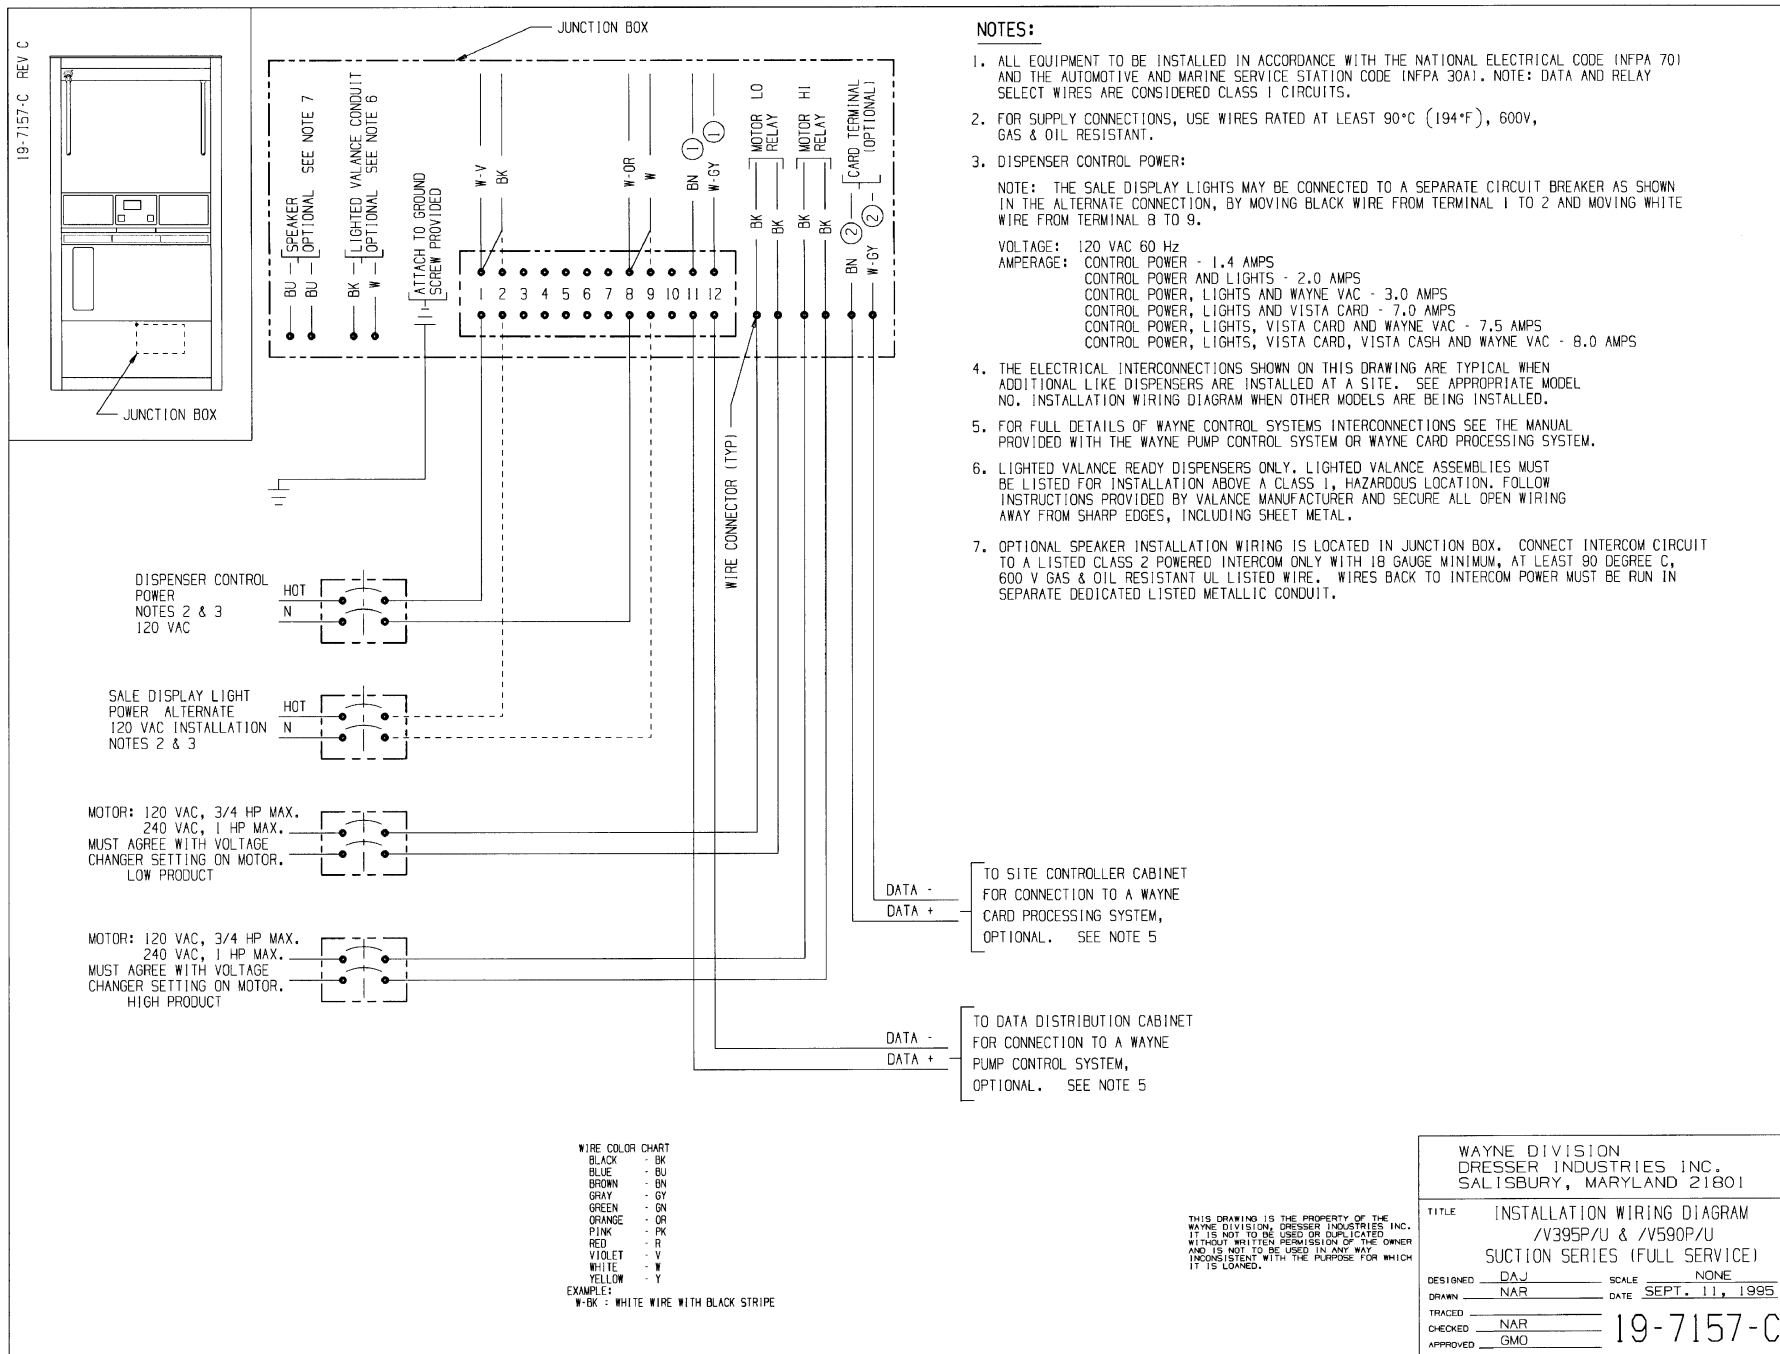 19-7157-C REV C
JUNCTION BOX
JUNCTION BOX
SPEAKER
OPTIONAL SEE NOTE 7
BU
BU
LIGHTED VALANCE CONDUIT
OPTIONAL SEE NOTE 6
BK
W
ATTACH TO GROUND
SCREW PROVIDED
W-V
BK
W-OR
W
BN
1
W-GY
1
MOTOR LO
RELAY
BK
BK
MOTOR HI
RELAY
BK
BK
CARD TERMINAL
(OPTIONAL)
BN
2
W-GY
2
1 2 3 4 5 6 7 8 9 10 11 12
WIRE CONNECTOR (TYP)
DISPENSER CONTROL
POWER
NOTES 2 & 3
120 VAC
HOT
N
SALE DISPLAY LIGHT
POWER ALTERNATE
120 VAC INSTALLATION
NOTES 2 & 3
HOT
N
MOTOR: 120 VAC, 3/4 HP MAX.
240 VAC, 1 HP MAX.
MUST AGREE WITH VOLTAGE
CHANGER SETTING ON MOTOR.
LOW PRODUCT
MOTOR: 120 VAC, 3/4 HP MAX.
240 VAC, 1 HP MAX.
MUST AGREE WITH VOLTAGE
CHANGER SETTING ON MOTOR.
HIGH PRODUCT
DATA -
DATA +
TO SITE CONTROLLER CABINET
FOR CONNECTION TO A WAYNE
CARD PROCESSING SYSTEM,
OPTIONAL. SEE NOTE 5
DATA -
DATA +
TO DATA DISTRIBUTION CABINET
FOR CONNECTION TO A WAYNE
PUMP CONTROL SYSTEM,
OPTIONAL. SEE NOTE 5
NOTES:
1. ALL EQUIPMENT TO BE INSTALLED IN ACCORDANCE WITH THE NATIONAL ELECTRICAL CODE (NFPA 70)
AND THE AUTOMOTIVE AND MARINE SERVICE STATION CODE (NFPA 30A). NOTE: DATA AND RELAY
SELECT WIRES ARE CONSIDERED CLASS 1 CIRCUITS.
2. FOR SUPPLY CONNECTIONS, USE WIRES RATED AT LEAST 90°C (194°F), 600V,
GAS & OIL RESISTANT.
3. DISPENSER CONTROL POWER:
NOTE: THE SALE DISPLAY LIGHTS MAY BE CONNECTED TO A SEPARATE CIRCUIT BREAKER AS SHOWN
IN THE ALTERNATE CONNECTION, BY MOVING BLACK WIRE FROM TERMINAL 1 TO 2 AND MOVING WHITE
WIRE FROM TERMINAL 8 TO 9.
VOLTAGE: 120 VAC 60 Hz
AMPERAGE: CONTROL POWER - 1.4 AMPS
CONTROL POWER AND LIGHTS - 2.0 AMPS
CONTROL POWER, LIGHTS AND WAYNE VAC - 3.0 AMPS
CONTROL POWER, LIGHTS AND VISTA CARD - 7.0 AMPS
CONTROL POWER, LIGHTS, VISTA CARD AND WAYNE VAC - 7.5 AMPS
CONTROL POWER, LIGHTS, VISTA CARD, VISTA CASH AND WAYNE VAC - 8.0 AMPS
4. THE ELECTRICAL INTERCONNECTIONS SHOWN ON THIS DRAWING ARE TYPICAL WHEN
ADDITIONAL LIKE DISPENSERS ARE INSTALLED AT A SITE. SEE APPROPRIATE MODEL
NO. INSTALLATION WIRING DIAGRAM WHEN OTHER MODELS ARE BEING INSTALLED.
5. FOR FULL DETAILS OF WAYNE CONTROL SYSTEMS INTERCONNECTIONS SEE THE MANUAL
PROVIDED WITH THE WAYNE PUMP CONTROL SYSTEM OR WAYNE CARD PROCESSING SYSTEM.
6. LIGHTED VALANCE READY DISPENSERS ONLY. LIGHTED VALANCE ASSEMBLIES MUST
BE LISTED FOR INSTALLATION ABOVE A CLASS 1, HAZARDOUS LOCATION. FOLLOW
INSTRUCTIONS PROVIDED BY VALANCE MANUFACTURER AND SECURE ALL OPEN WIRING
AWAY FROM SHARP EDGES, INCLUDING SHEET METAL.
7. OPTIONAL SPEAKER INSTALLATION WIRING IS LOCATED IN JUNCTION BOX. CONNECT INTERCOM CIRCUIT
TO A LISTED CLASS 2 POWERED INTERCOM ONLY WITH 18 GAUGE MINIMUM, AT LEAST 90 DEGREE C,
600 V GAS & OIL RESISTANT UL LISTED WIRE. WIRES BACK TO INTERCOM POWER MUST BE RUN IN
SEPARATE DEDICATED LISTED METALLIC CONDUIT.
WIRE COLOR CHART
BLACK - BK
BLUE - BU
BROWN - BN
GRAY - GY
GREEN - GN
ORANGE - OR
PINK - PK
RED - R
VIOLET - V
WHITE - W
YELLOW - Y
EXAMPLE:
W-BK = WHITE WIRE WITH BLACK STRIPE
THIS DRAWING IS THE PROPERTY OF THE
WAYNE DIVISION, DRESSER INDUSTRIES INC.
IT IS NOT TO BE USED OR DUPLICATED
WITHOUT WRITTEN PERMISSION OF THE OWNER
AND IS NOT TO BE USED IN ANY WAY
INCONSISTENT WITH THE PURPOSE FOR WHICH
IT IS LOANED.
WAYNE DIVISION
DRESSER INDUSTRIES INC.
SALISBURY, MARYLAND 21801
TITLE INSTALLATION WIRING DIAGRAM
/V395P/U & /V590P/U
SUCTION SERIES (FULL SERVICE)
DESIGNED DAJ SCALE NONE
DRAWN NAR DATE SEPT. 11, 1995
TRACED
CHECKED NAR
APPROVED GMO
19-7157-C